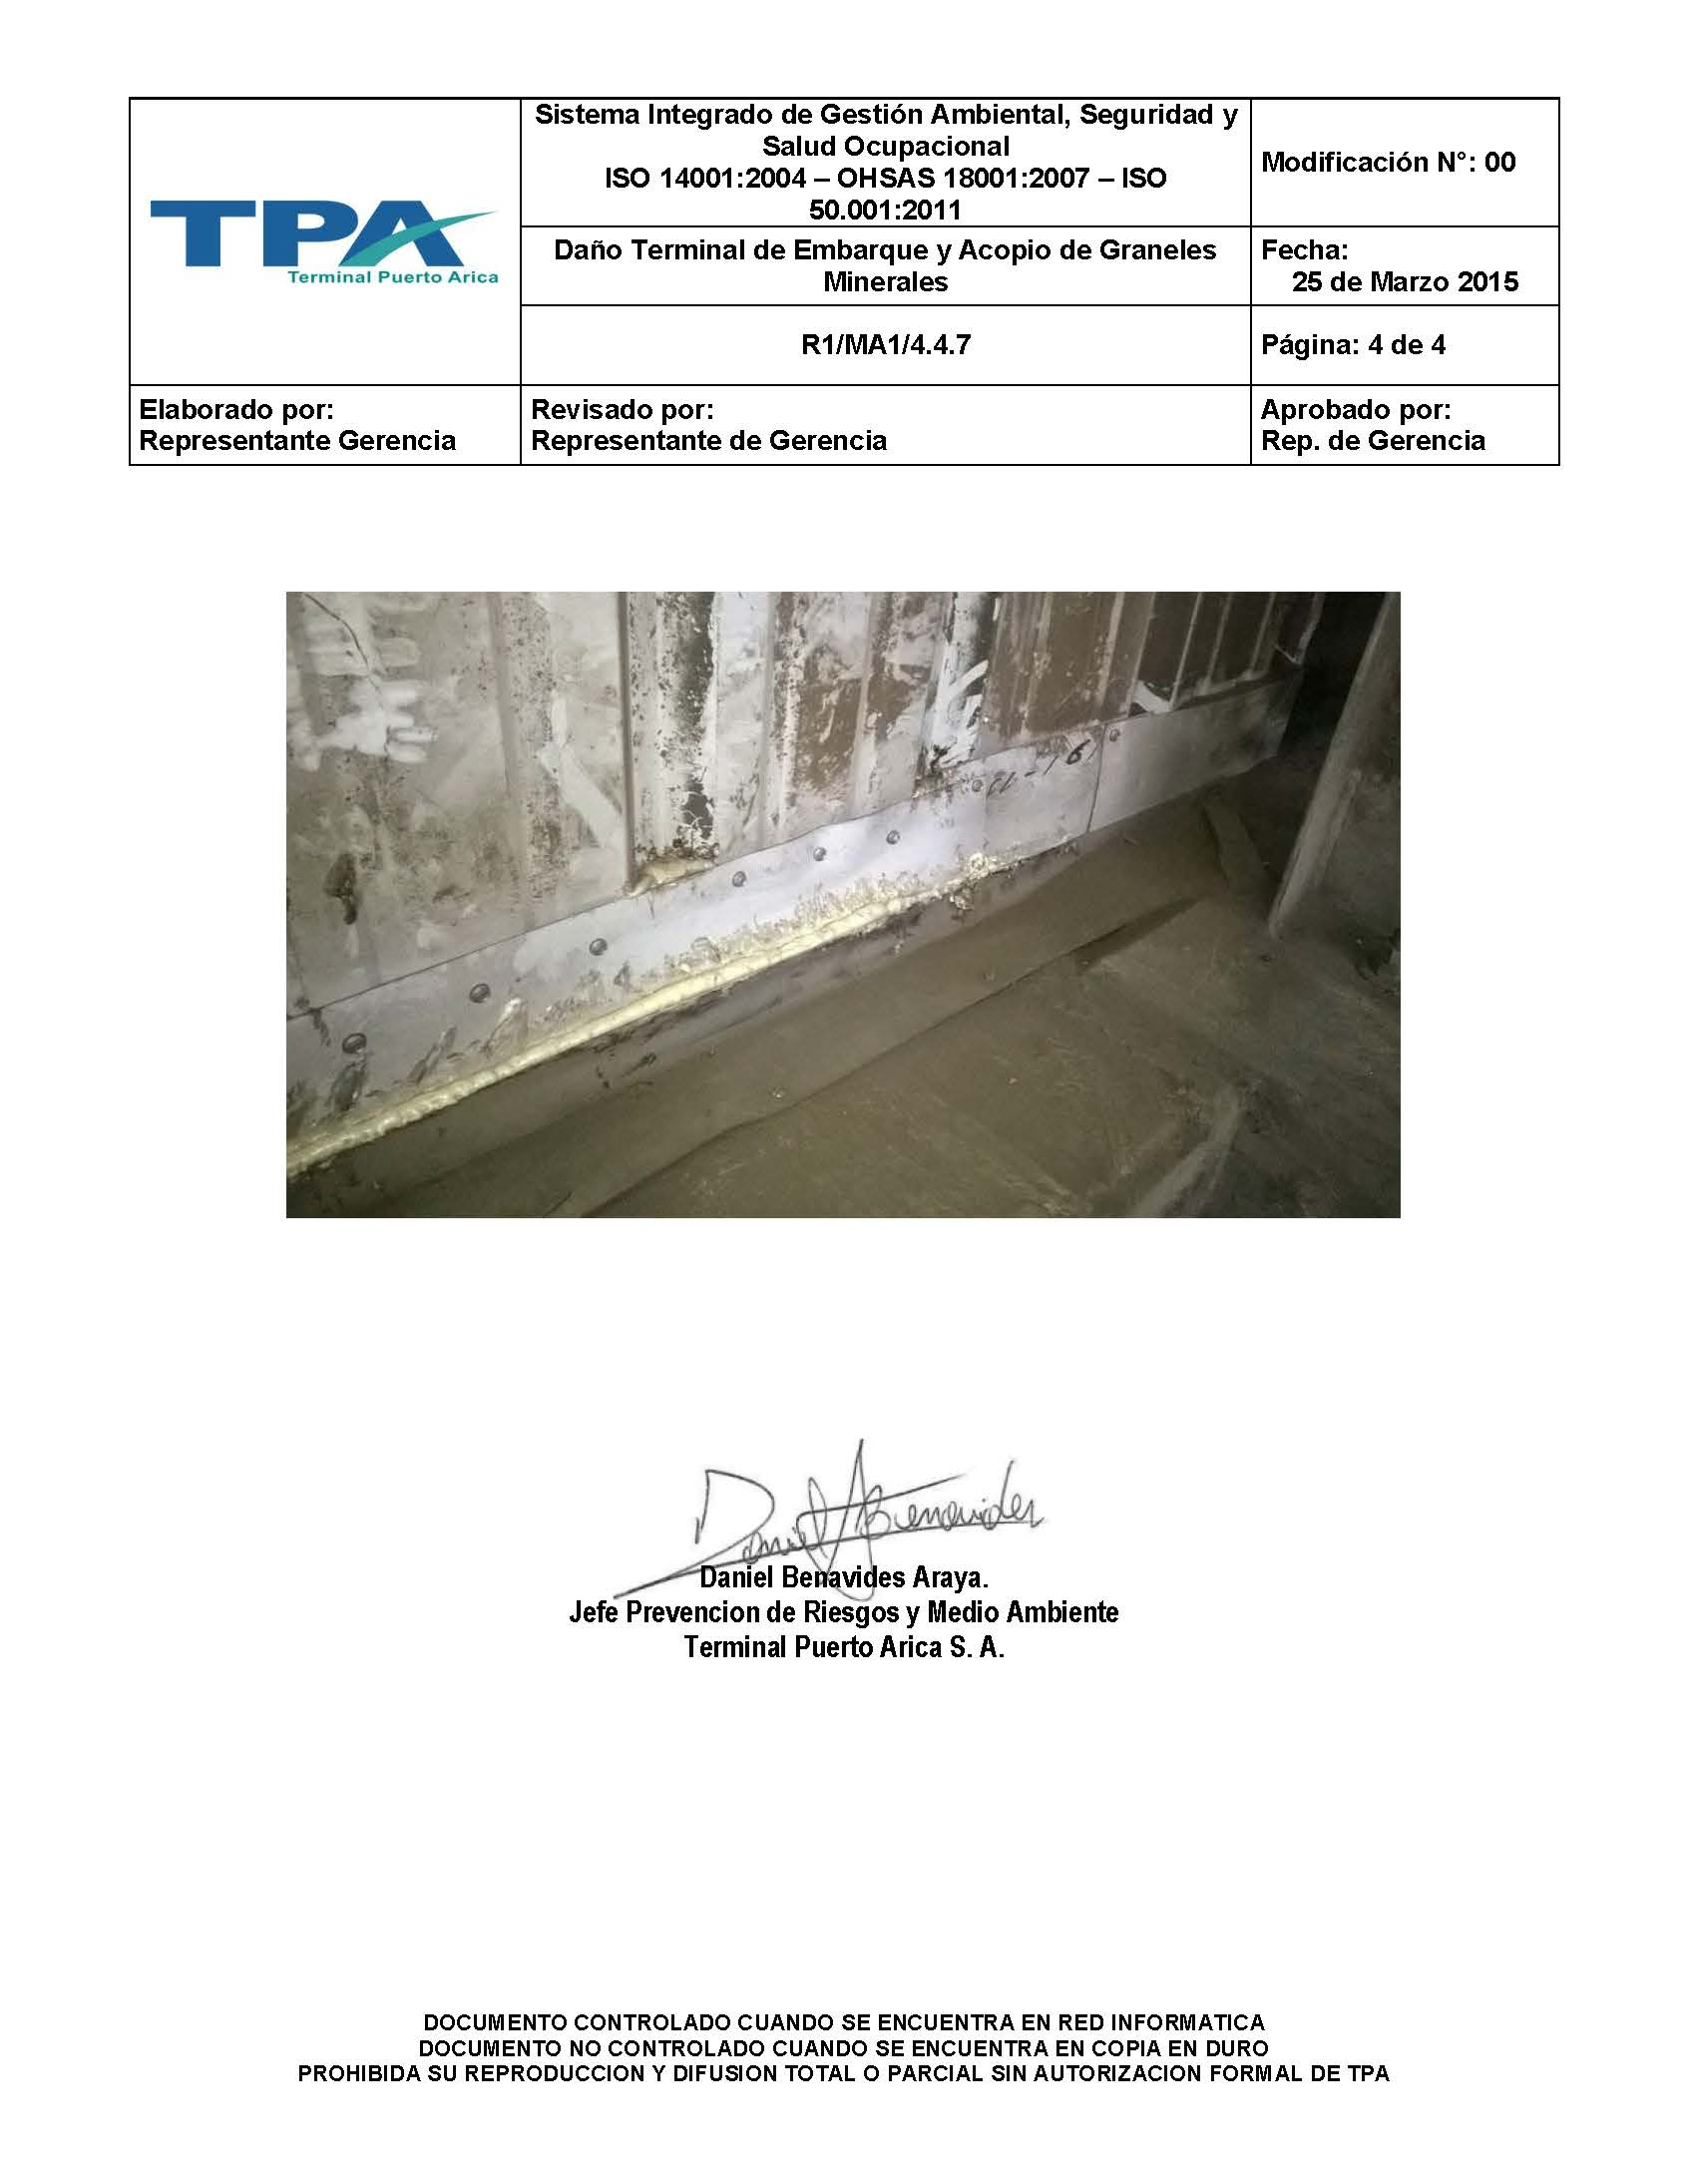 TPA
Terminal Puerto Arica
Sistema Integrado de Gestión Ambiental, Seguridad y
Salud Ocupacional
ISO 14001:2004 – OHSAS 18001:2007 – ISO
50.001:2011
Modificación N°: 00
Daño Terminal de Embarque y Acopio de Graneles
Minerales
Fecha:
25 de Marzo 2015
R1/MA1/4.4.7
Página: 4 de 4
Elaborado por:
Representante Gerencia
Revisado por:
Representante de Gerencia
Aprobado por:
Rep. de Gerencia
Daniel Benavides
Daniel Benavides Araya.
Jefe Prevencion de Riesgos y Medio Ambiente
Terminal Puerto Arica S. A.
DOCUMENTO CONTROLADO CUANDO SE ENCUENTRA EN RED INFORMATICA
DOCUMENTO NO CONTROLADO CUANDO SE ENCUENTRA EN COPIA EN DURO
PROHIBIDA SU REPRODUCCION Y DIFUSION TOTAL O PARCIAL SIN AUTORIZACION FORMAL DE TPA